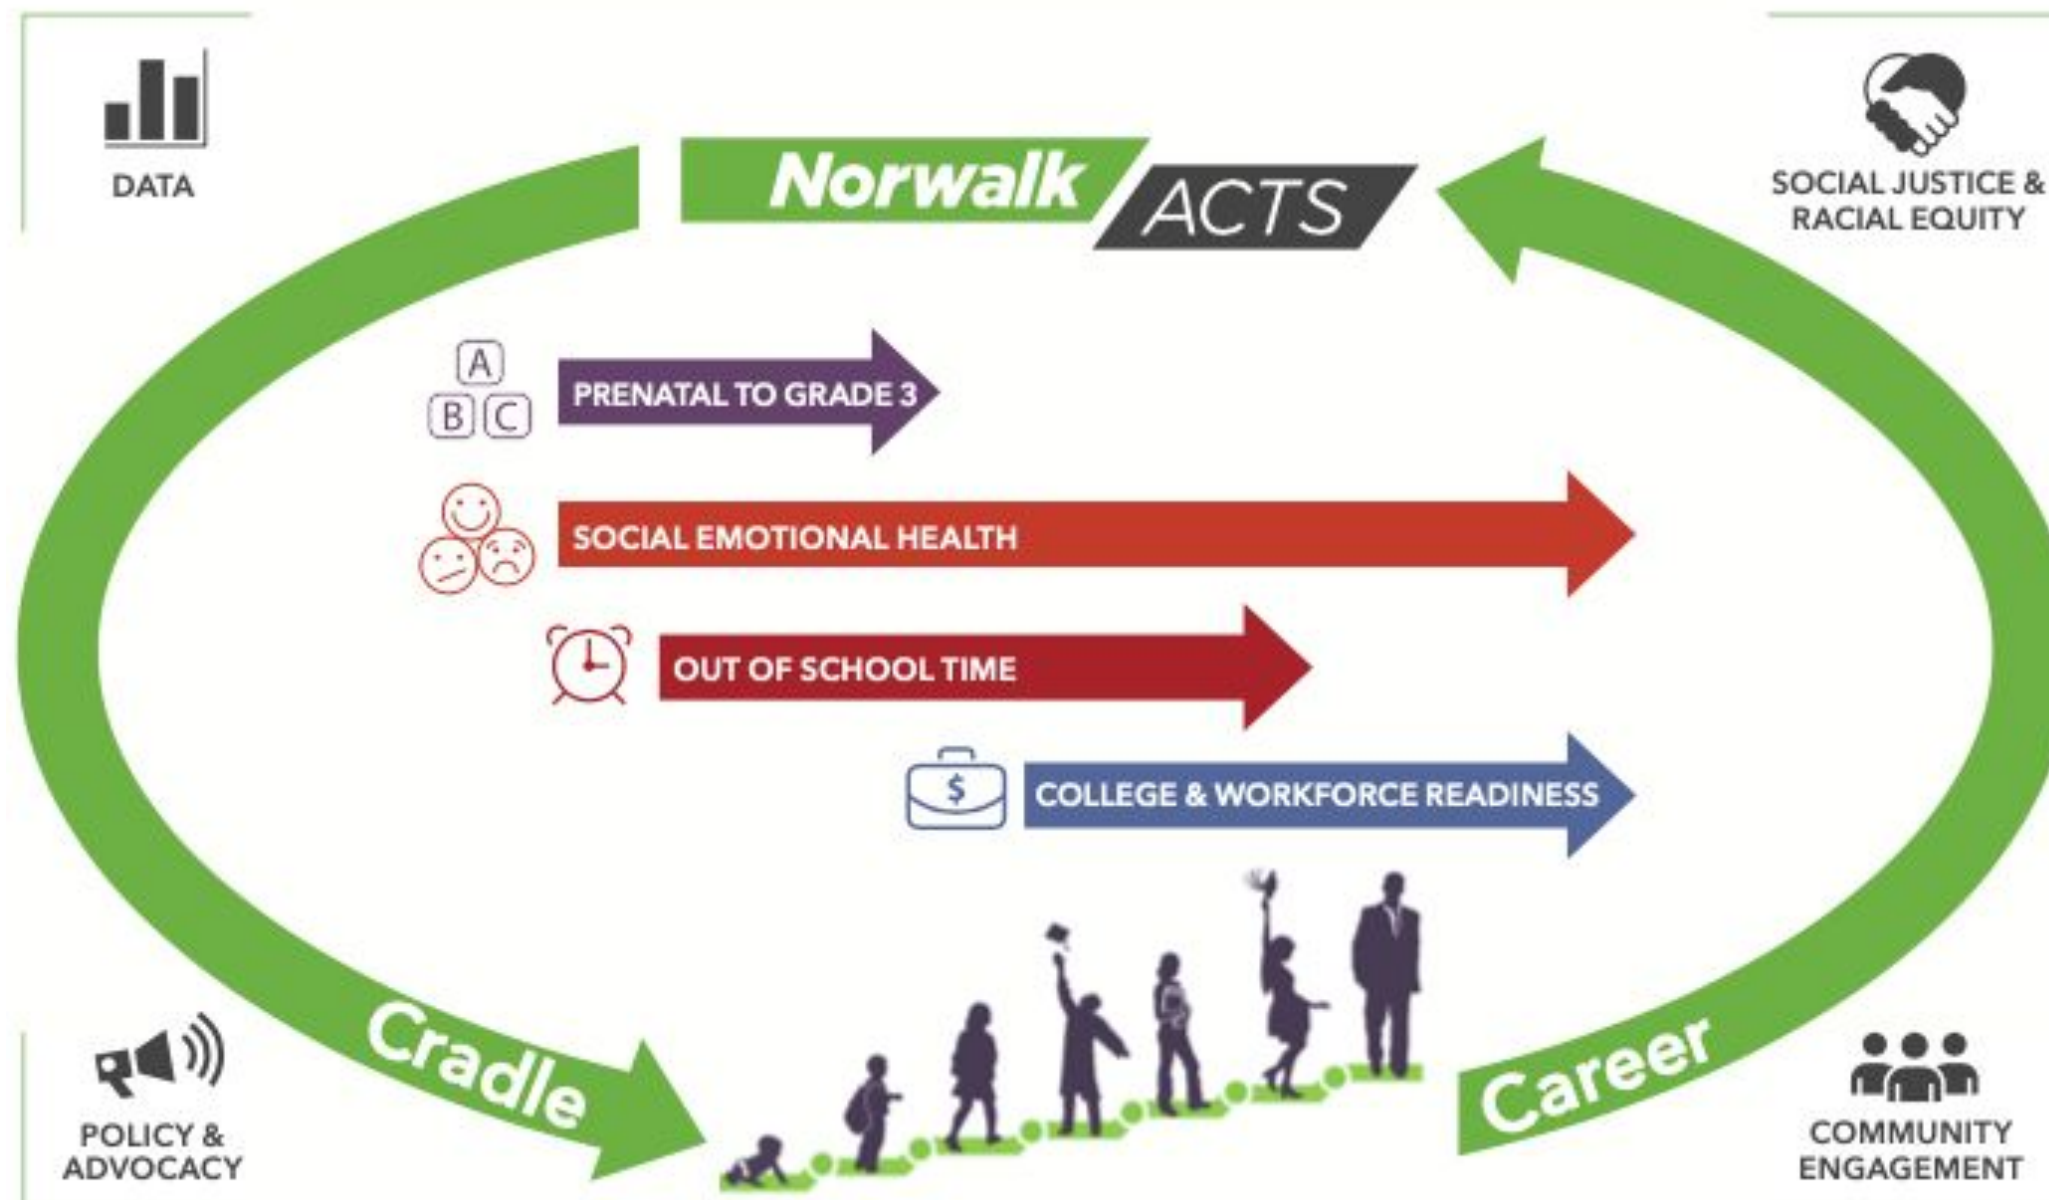 DATA
SOCIAL JUSTICE &
RACIAL EQUITY
Norwalk
ACTS
A
B C
PRENATAL TO GRADE 3
SOCIAL EMOTIONAL HEALTH
OUT OF SCHOOL TIME
$
COLLEGE & WORKFORCE READINESS
Cradle
Career
POLICY &
ADVOCACY
COMMUNITY
ENGAGEMENT